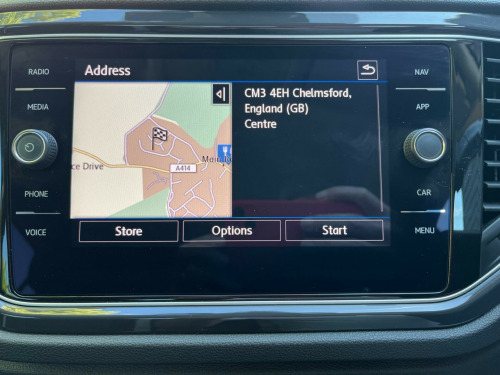 Address
RADIO
MEDIA
PHONE
VOICE
NAV
APP
CAR
MENU
CM3 4EH Chelmsford,
England (GB)
Centre
ce Drive
A414
Main
Store
Options
Start